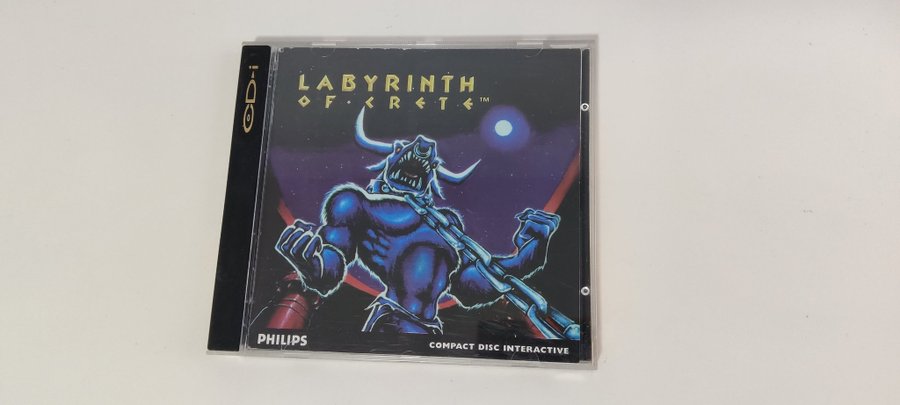 CD-i
LABYRINTH
OF · CRETE™
PHILIPS
COMPACT DISC INTERACTIVE